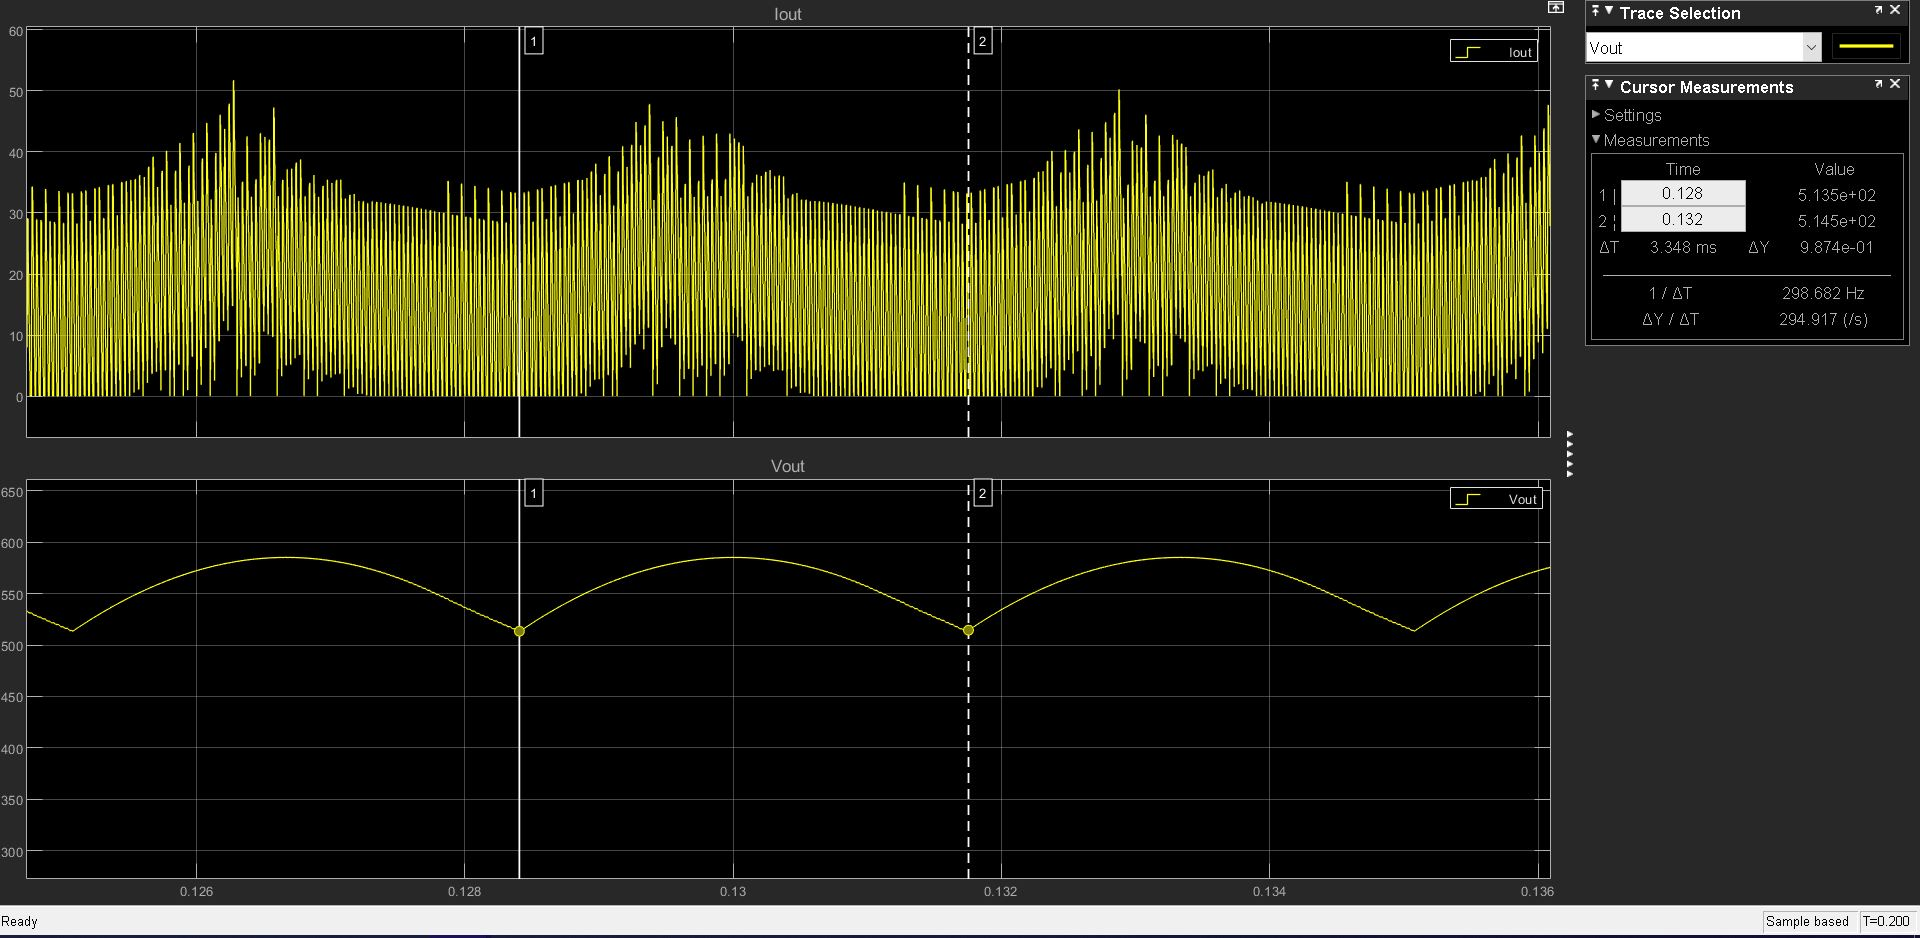 Iout
60
50
40
30
20
10
0
1
2
Iout
Vout
650
600
550
500
450
400
350
300
1
2
Vout
0.126
0.128
0.13
0.132
0.134
0.136
Trace Selection
Vout
Cursor Measurements
Settings
Measurements
Time Value
1 | 0.128 5.135e+02
2 ¦ 0.132 5.145e+02
ΔT 3.348 ms ΔY 9.874e-01
1 / ΔT 298.682 Hz
ΔY / ΔT 294.917 (/s)
Ready
Sample based T=0.200